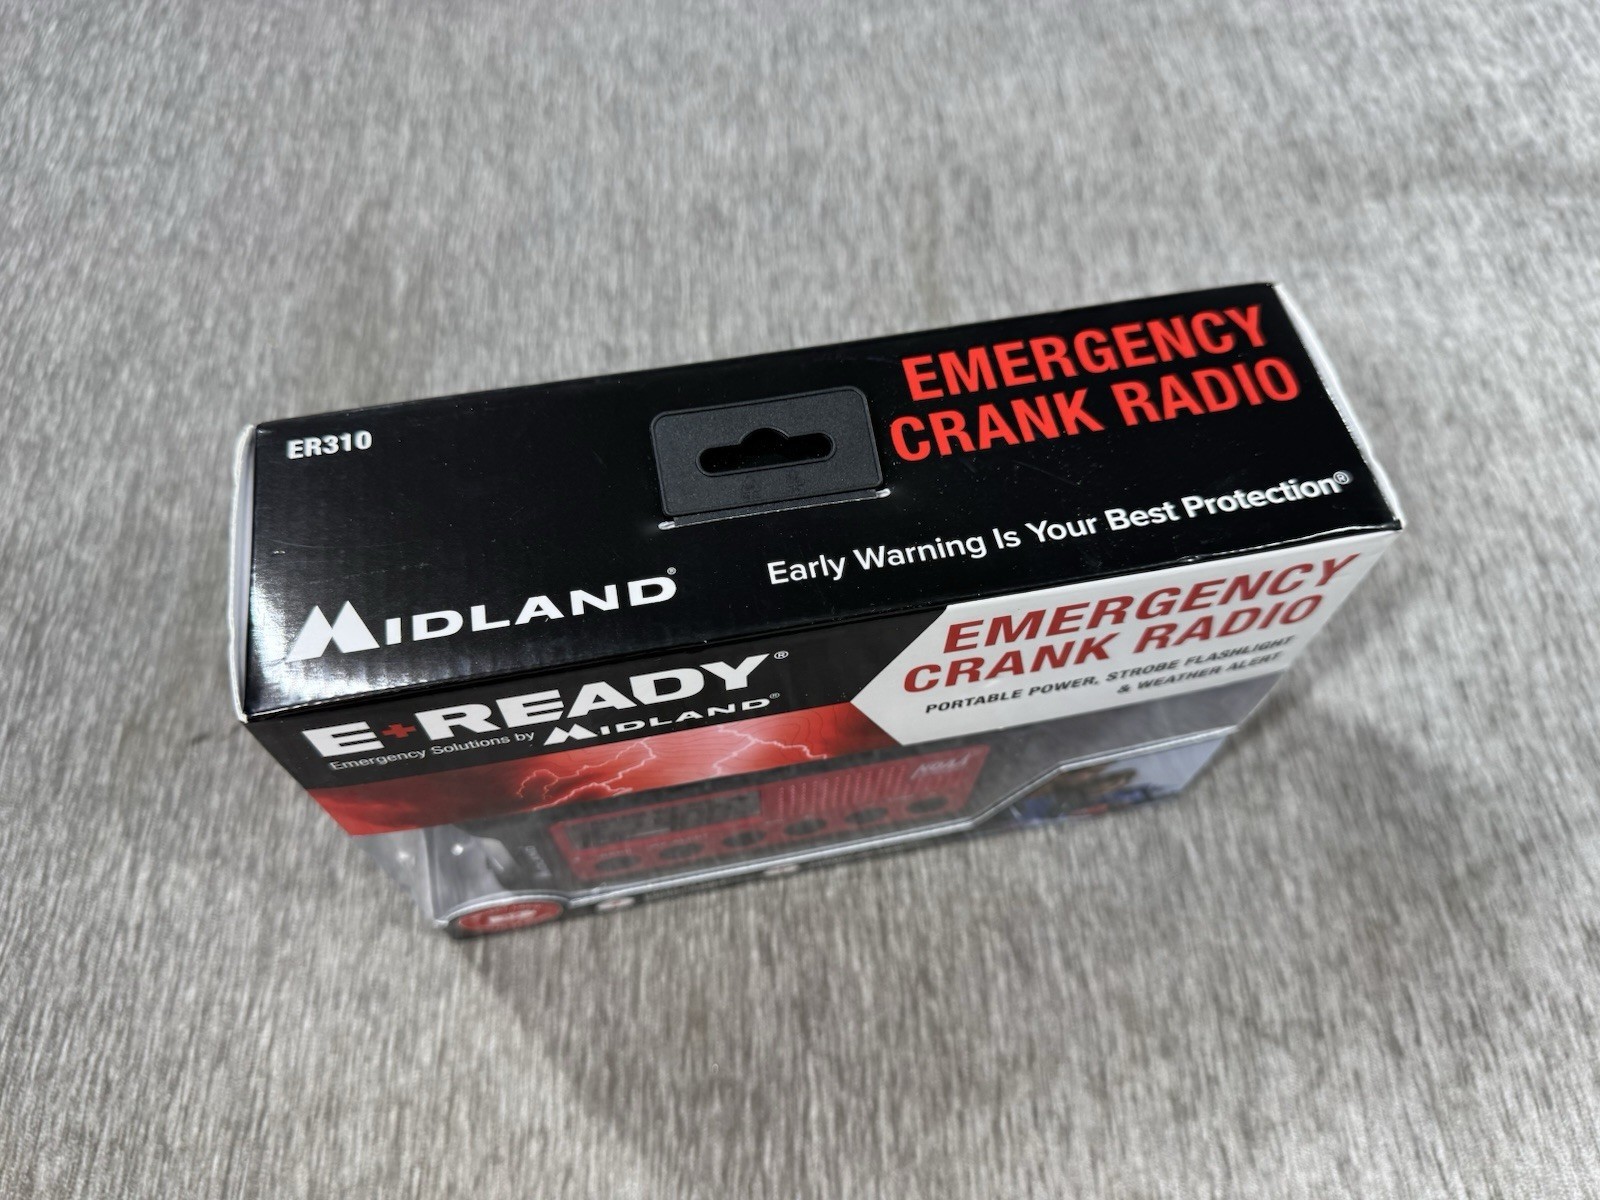 ER310
EMERGENCY
CRANK RADIO
MIDLAND®
Early Warning Is Your Best Protection®
E+READY®
Emergency Solutions by MIDLAND®
EMERGENCY
CRANK RADIO
PORTABLE POWER, STROBE FLASHLIGHT
& WEATHER ALERT
NOAA